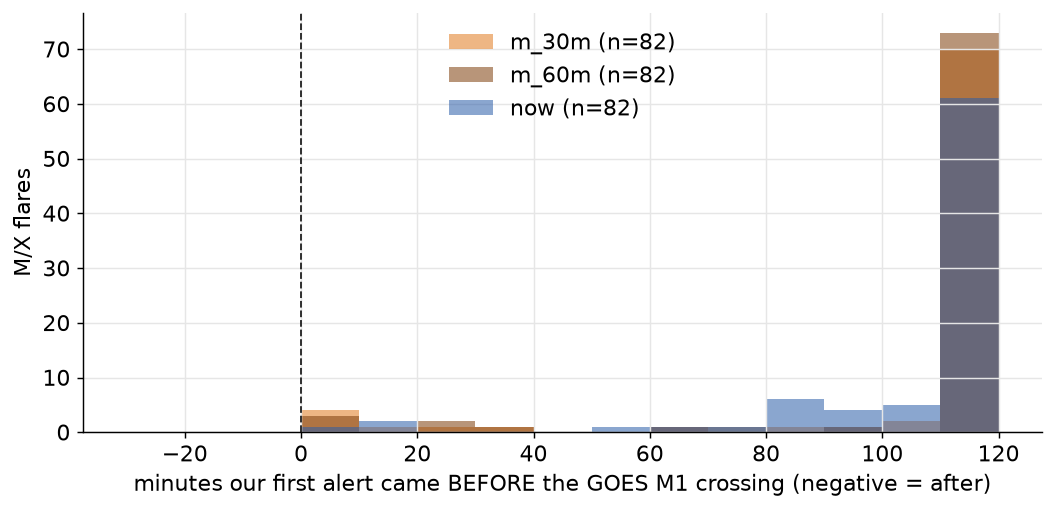 m_30m (n=82)
m_60m (n=82)
now (n=82)
M/X flares
70
60
50
40
30
20
10
0
−20 0 20 40 60 80 100 120
minutes our first alert came BEFORE the GOES M1 crossing (negative = after)